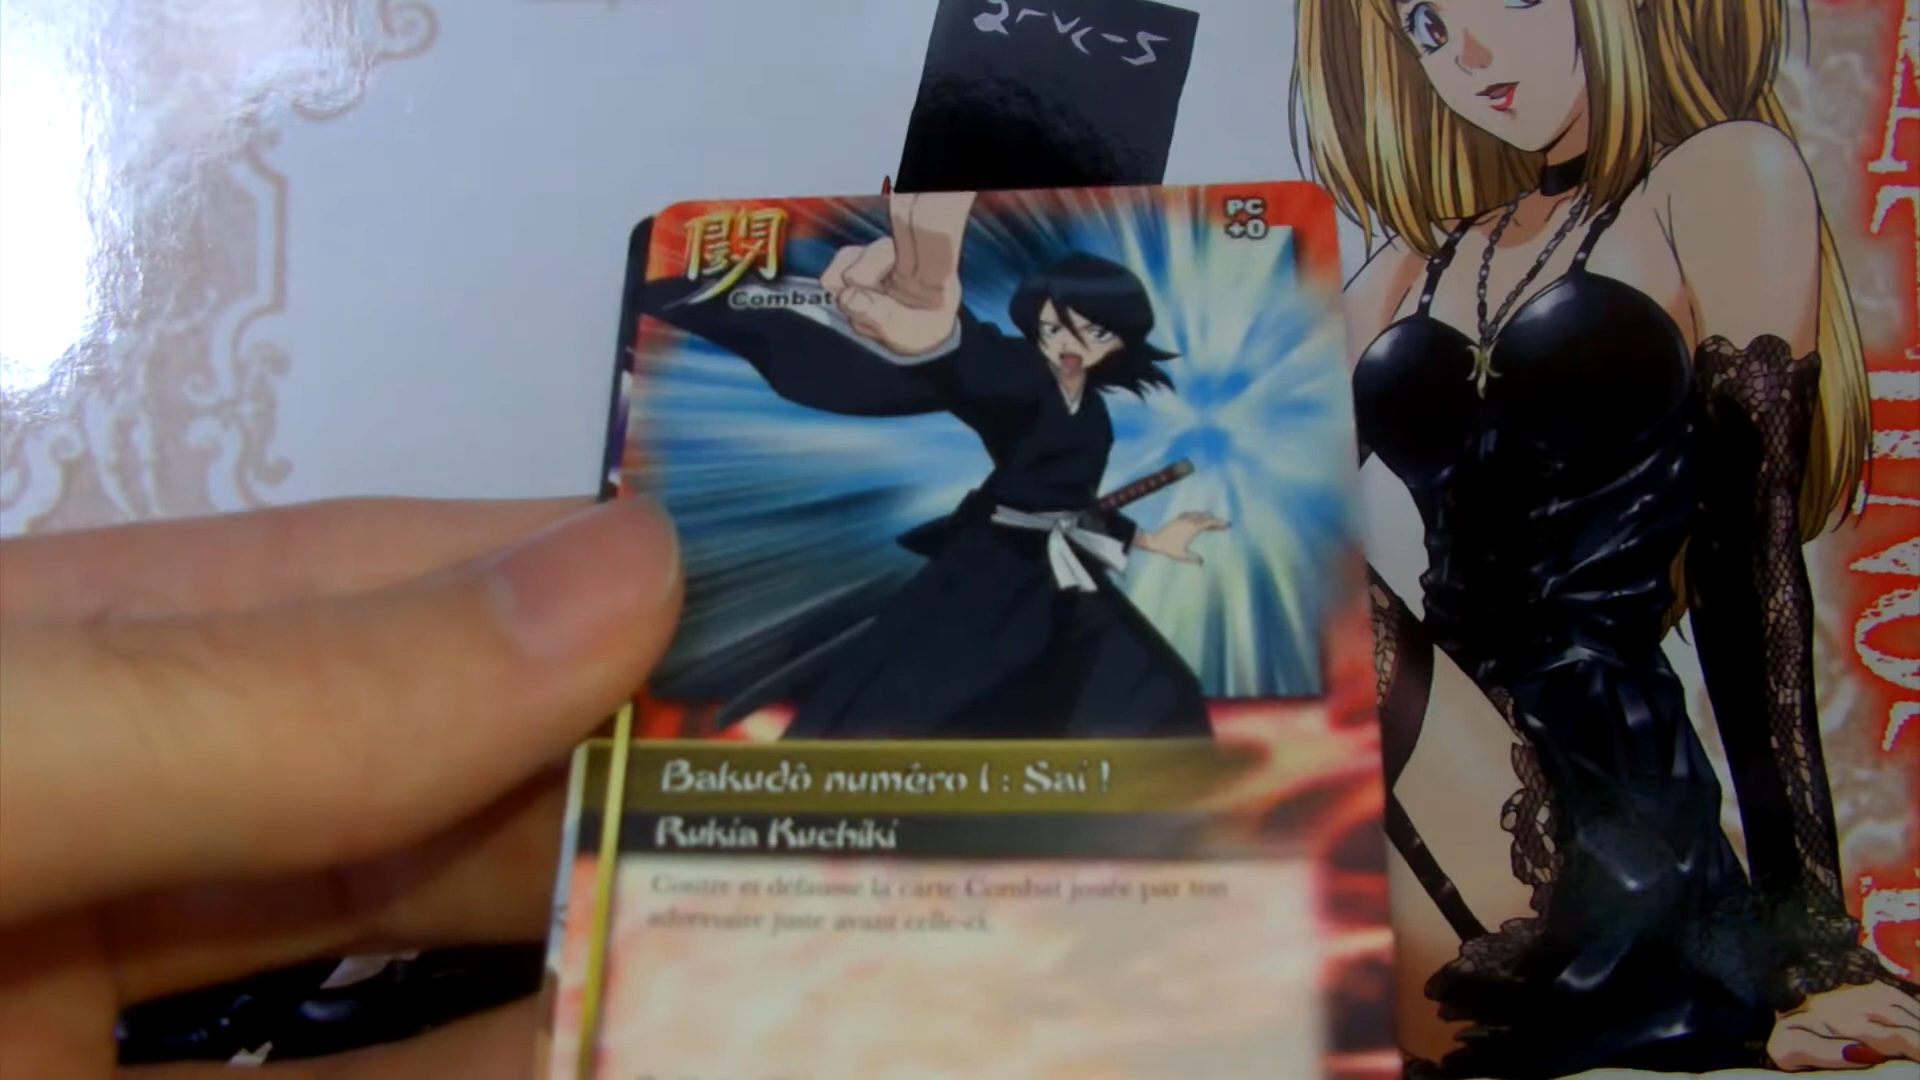 闘
Combat
PC
+0
Bakudô numéro 1 : Sai !
Rukia Kuchiki
Contre et défausse la carte Combat jouée par ton
adversaire juste avant celle-ci.